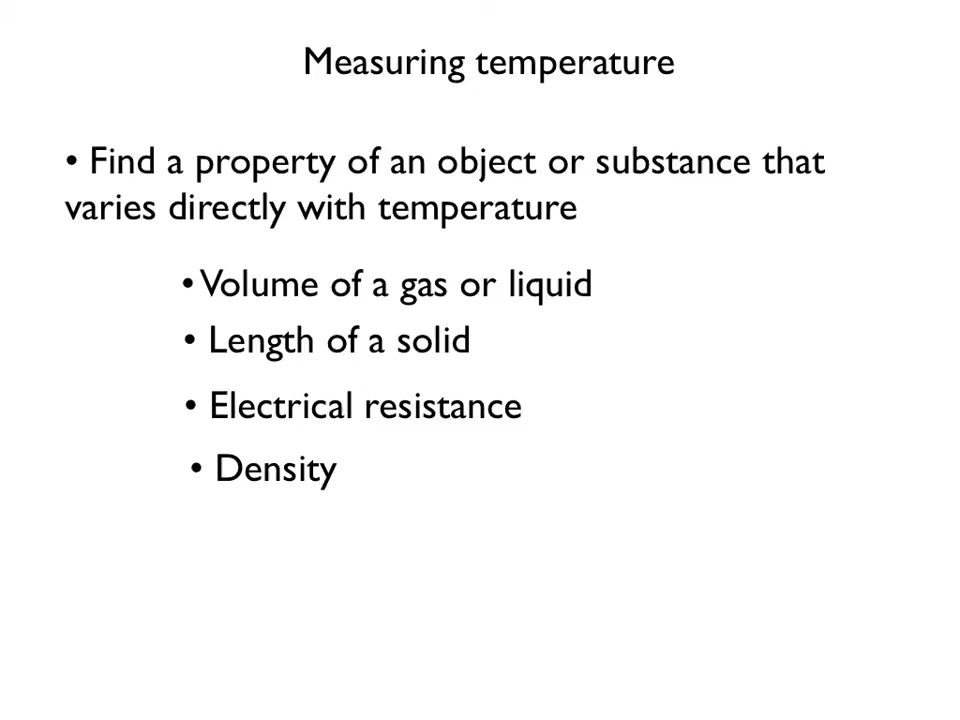 Measuring temperature
• Find a property of an object or substance that
varies directly with temperature
• Volume of a gas or liquid
• Length of a solid
• Electrical resistance
• Density